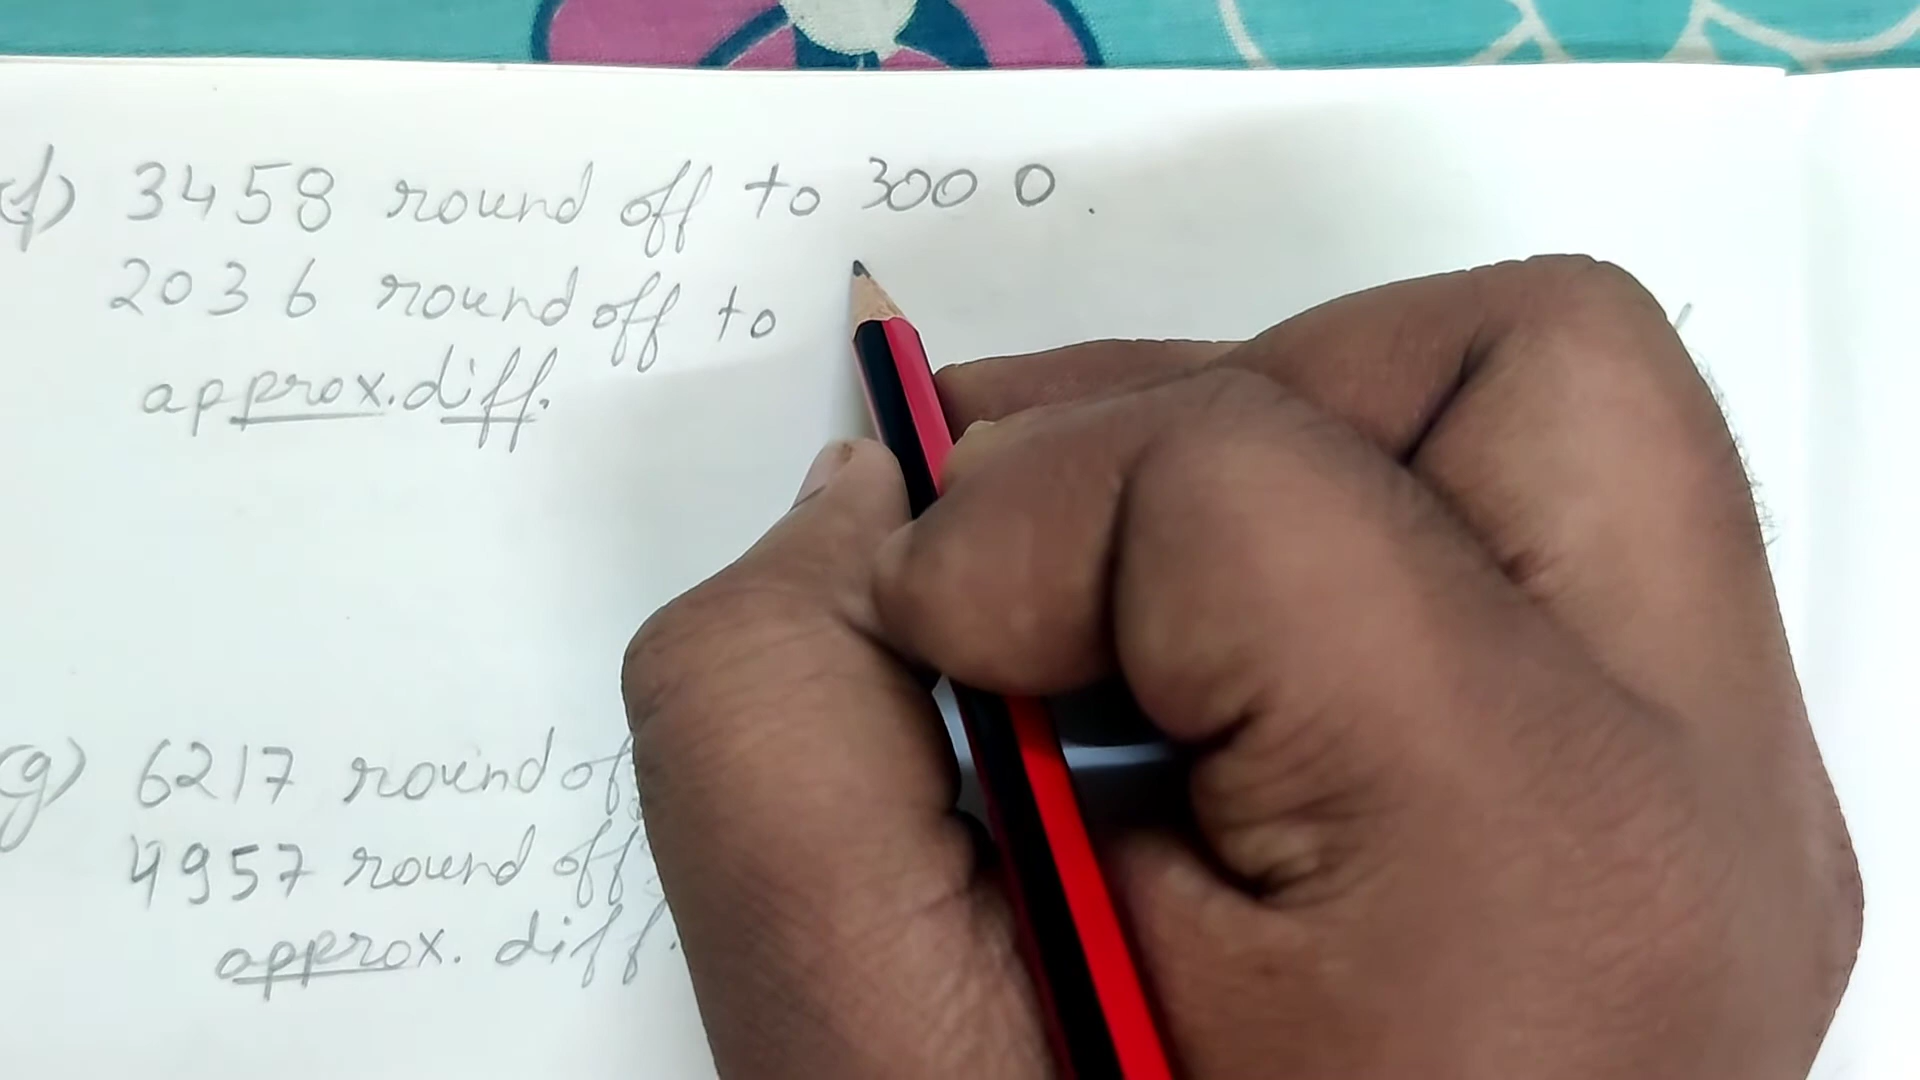 (f) 3458 round off to 3000.
2036 round off to
approx. diff.
(g) 6217 round of
4957 round off
approx. diff.